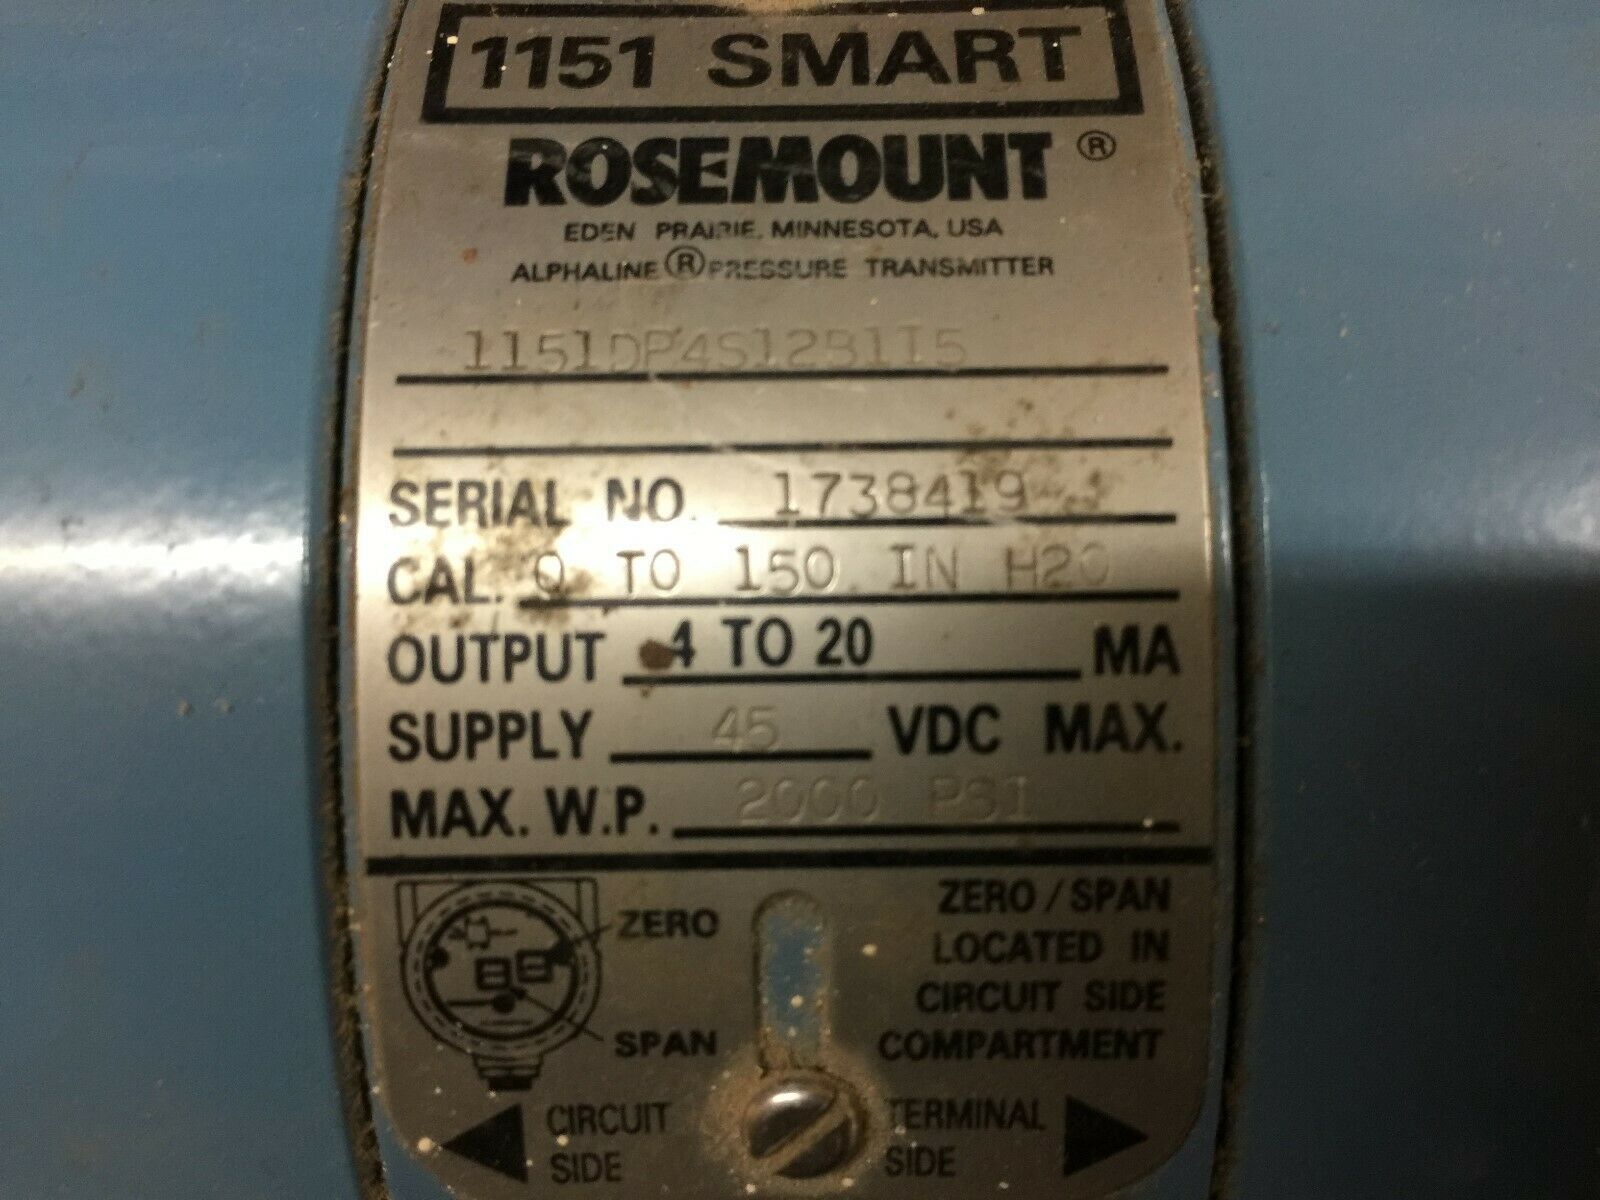 1151 SMART
ROSEMOUNT ®
EDEN PRAIRIE, MINNESOTA, USA
ALPHALINE ® PRESSURE TRANSMITTER
1151DP4S12B1I5
SERIAL NO. 1738419
CAL. 0 TO 150 IN H2O
OUTPUT 4 TO 20 MA
SUPPLY 45 VDC MAX.
MAX. W.P. 2000 PSI
ZERO
SPAN
ZERO / SPAN
LOCATED IN
CIRCUIT SIDE
COMPARTMENT
CIRCUIT
SIDE
TERMINAL
SIDE